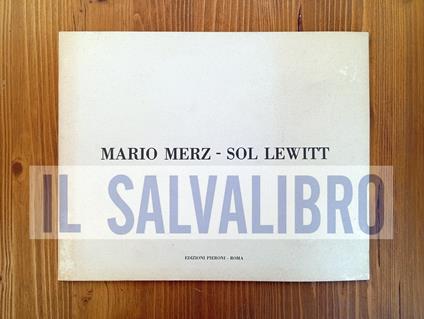 MARIO MERZ - SOL LEWITT
IL SALVALIBRO
EDIZIONI PIERONI - ROMA